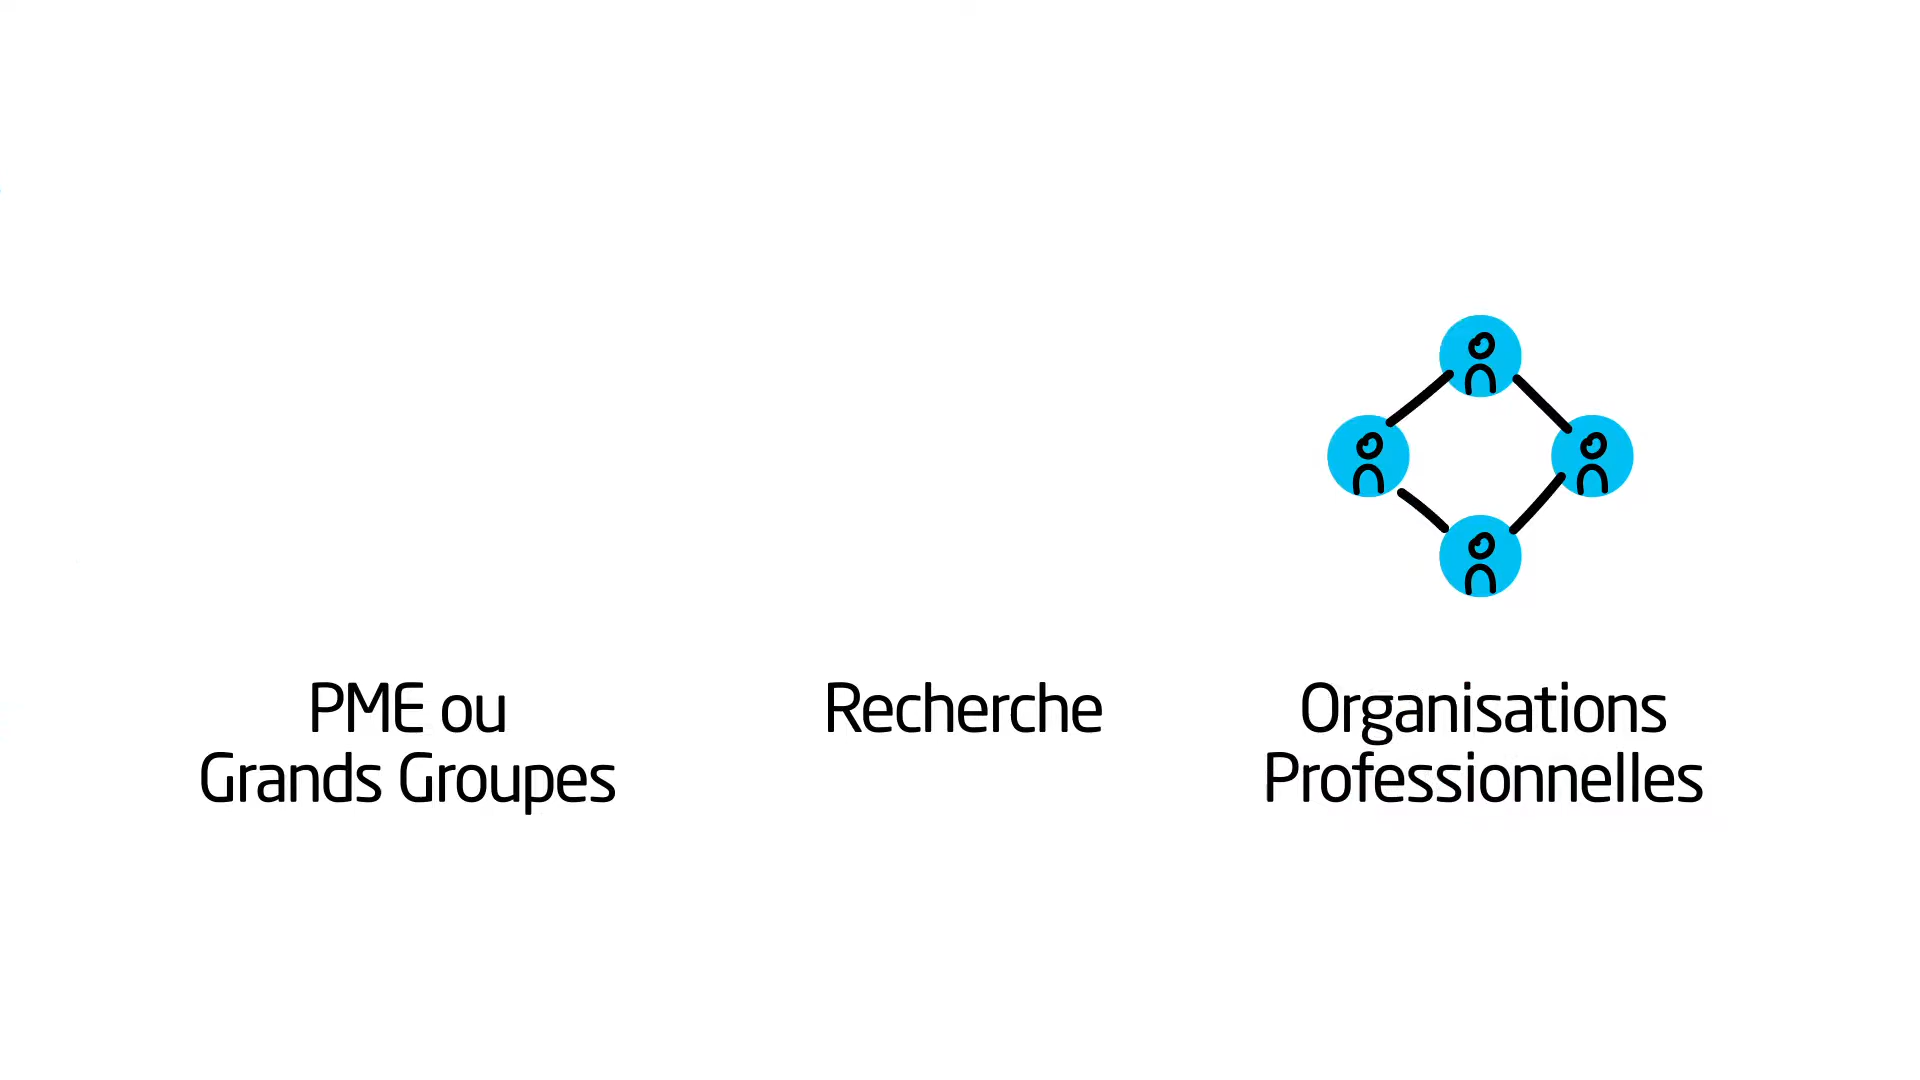 PME ou
Grands Groupes
Recherche
Organisations
Professionnelles